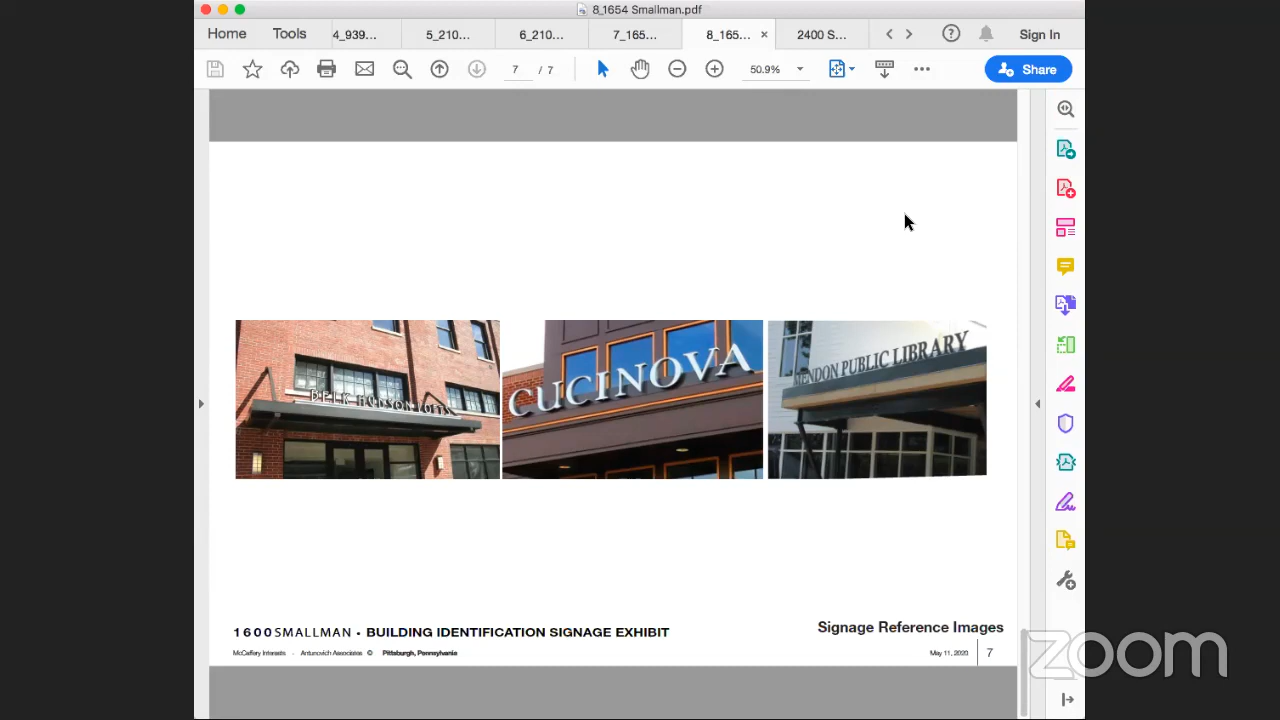 8_1654 Smallman.pdf
Home
Tools
4_939...
5_210...
6_210...
7_165...
8_165...
2400 S...
Sign In
7 / 7
50.9%
Share
CUCINOVA
MENDON PUBLIC LIBRARY
1600SMALLMAN • BUILDING IDENTIFICATION SIGNAGE EXHIBIT
Signage Reference Images
McCaffery Interests - Antunovich Associates © Pittsburgh, Pennsylvania
May 11, 2020
7
zoom